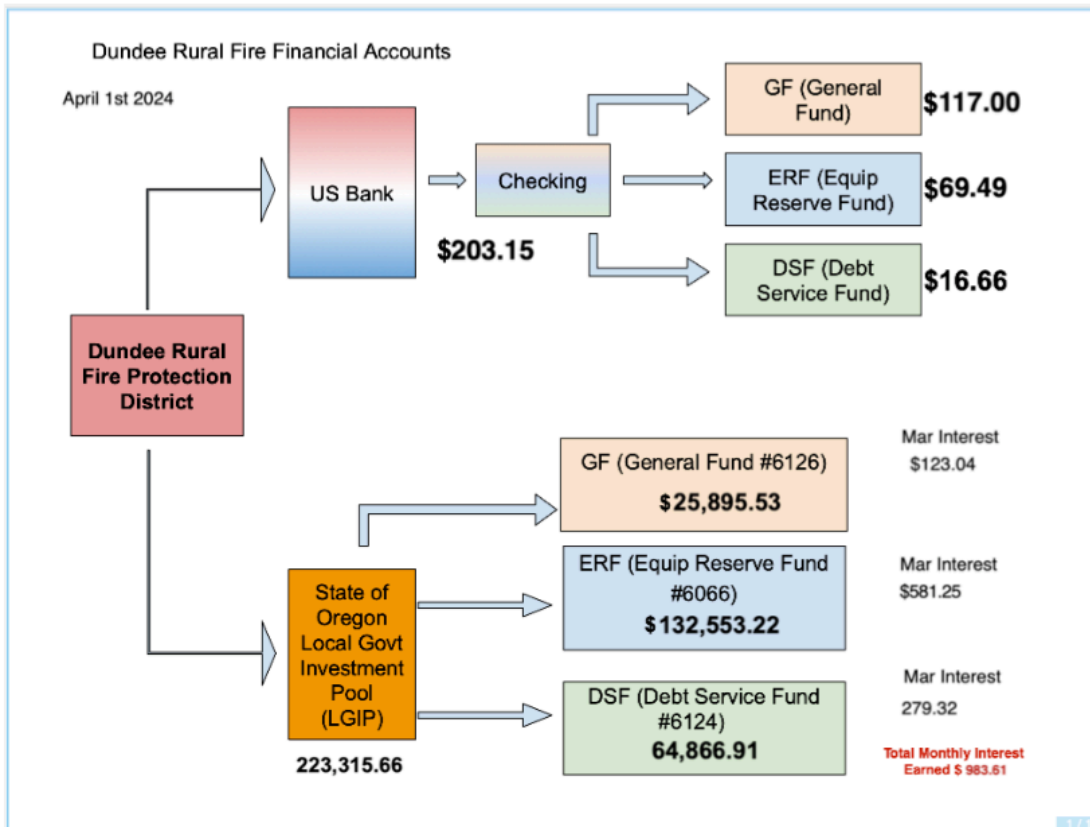 Dundee Rural Fire Financial Accounts
April 1st 2024
US Bank
Checking
$203.15
GF (General
Fund)
$117.00
ERF (Equip
Reserve Fund)
$69.49
DSF (Debt
Service Fund)
$16.66
Dundee Rural
Fire Protection
District
State of
Oregon
Local Govt
Investment
Pool
(LGIP)
223,315.66
GF (General Fund #6126)
$25,895.53
Mar Interest
$123.04
ERF (Equip Reserve Fund
#6066)
$132,553.22
Mar Interest
$581.25
DSF (Debt Service Fund
#6124)
64,866.91
Mar Interest
279.32
Total Monthly Interest
Earned $ 983.61